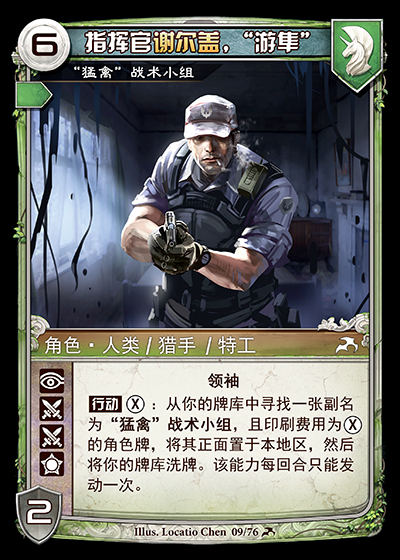 6
指挥官谢尔盖，“游隼”
“猛禽”战术小组
角色・人类 / 猎手 / 特工
领袖
行动 Ⓧ：从你的牌库中寻找一张副名
为“猛禽”战术小组，且印刷费用为Ⓧ
的角色牌，将其正面置于本地区，然后
将你的牌库洗牌。该能力每回合只能发
动一次。
2
Illus. Locatio Chen 09/76